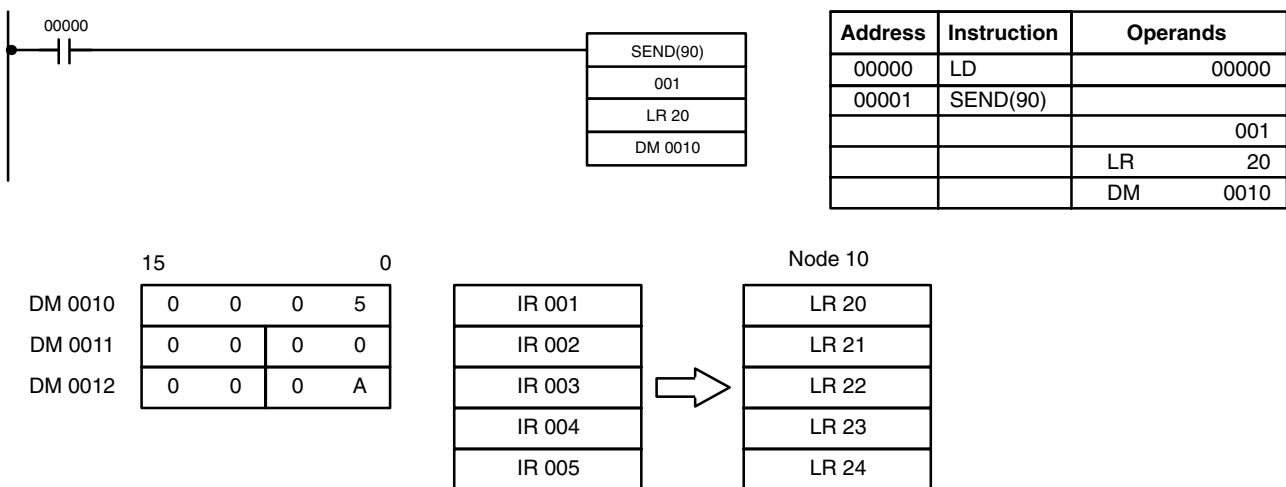 00000
SEND(90)
001
LR 20
DM 0010
Address Instruction Operands
00000 LD 00000
00001 SEND(90)
001
LR 20
DM 0010
15 0
DM 0010 0 0 0 5
DM 0011 0 0 0 0
DM 0012 0 0 0 A
IR 001
IR 002
IR 003
IR 004
IR 005
Node 10
LR 20
LR 21
LR 22
LR 23
LR 24